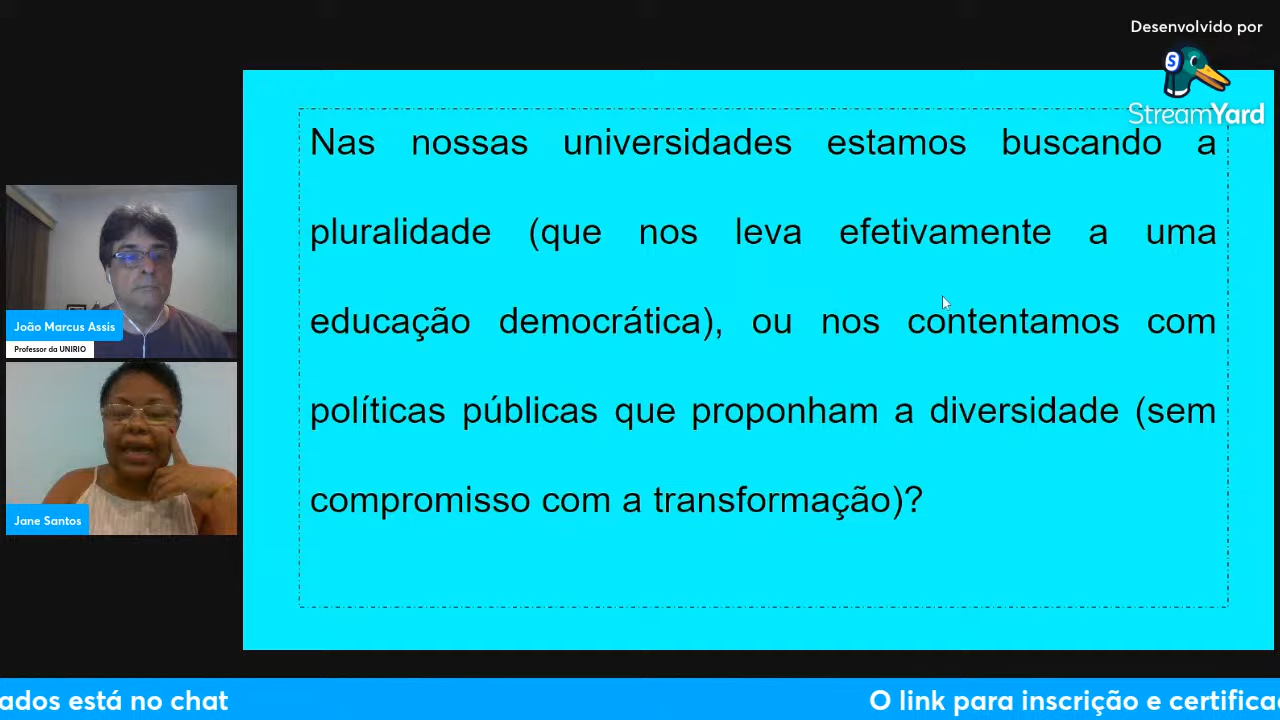 Desenvolvido por
S
StreamYard
Nas nossas universidades estamos buscando a
pluralidade (que nos leva efetivamente a uma
educação democrática), ou nos contentamos com
políticas públicas que proponham a diversidade (sem
compromisso com a transformação)?
João Marcus Assis
Professor da UNIRIO
Jane Santos
ados está no chat
O link para inscrição e certifica